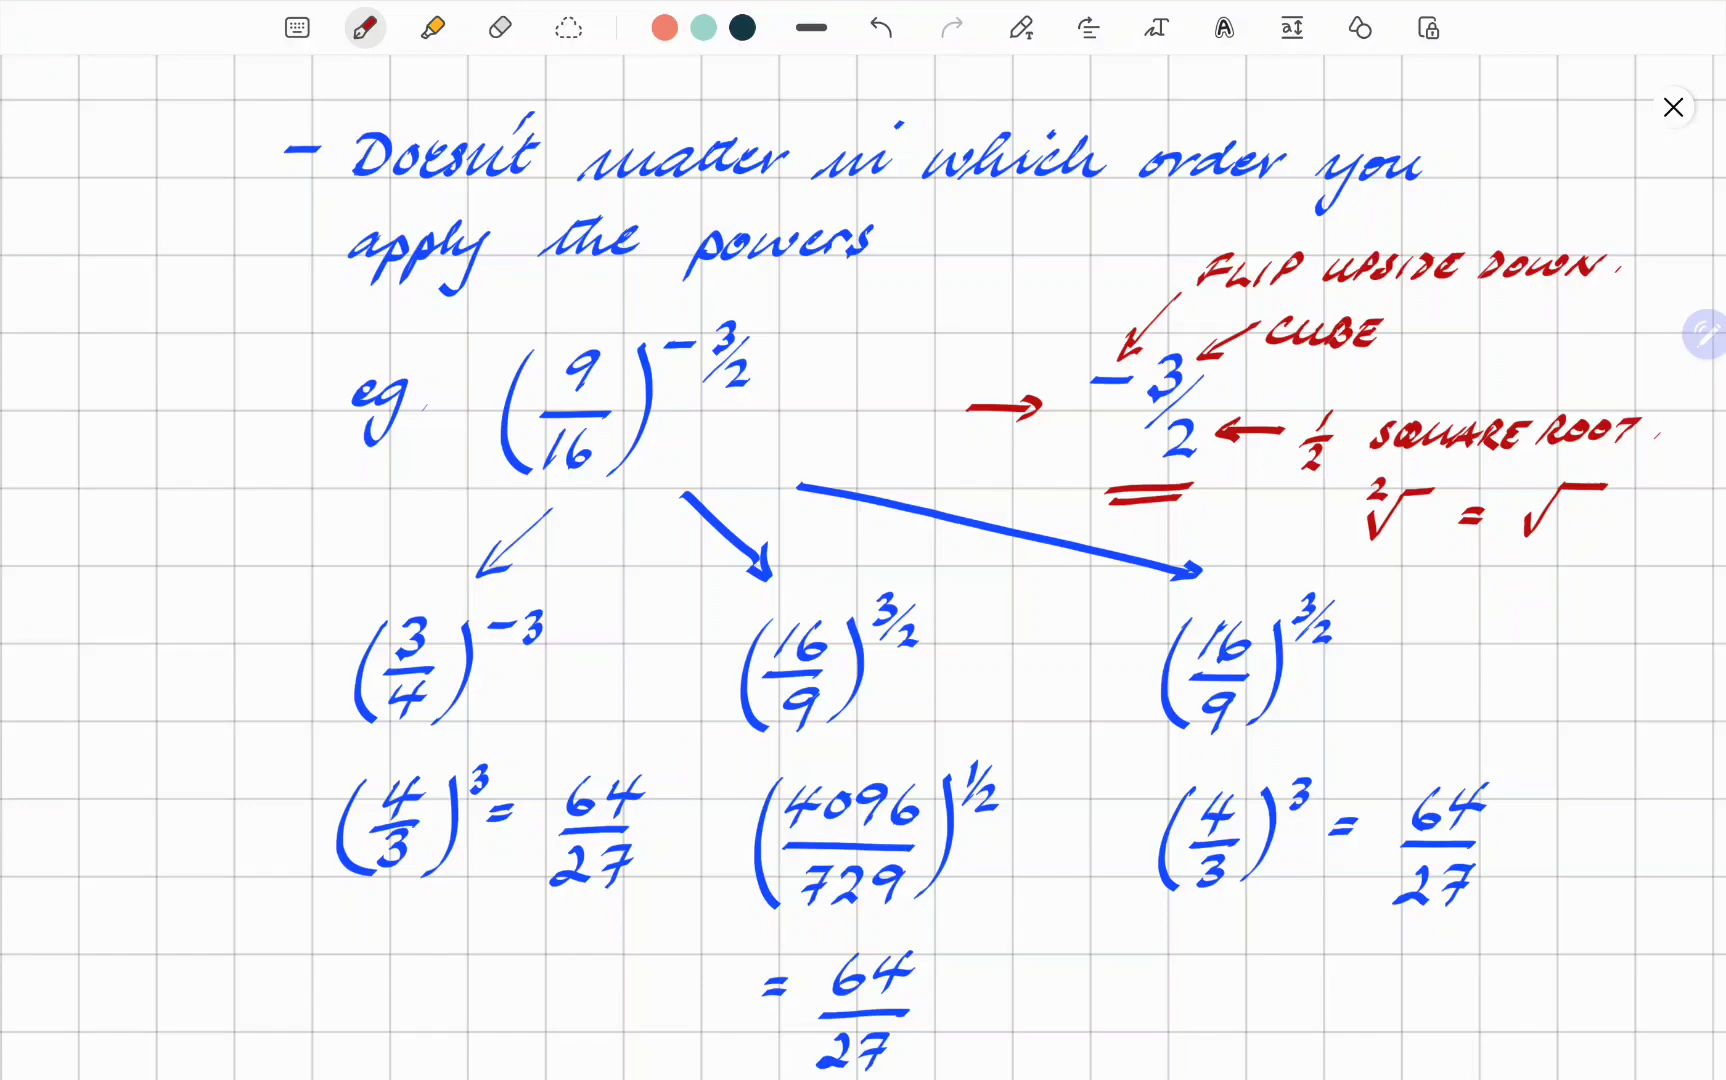 - Doesn't matter in which order you
apply the powers
FLIP UPSIDE DOWN.
CUBE
eg. (9/16)^-3/2 → -3/2 ← 1/2 SQUARE ROOT.
²√ = √
(3/4)^-3 (16/9)^3/2 (16/9)^3/2
(4/3)^3 = 64/27 (4096/729)^1/2 (4/3)^3 = 64/27
= 64/27